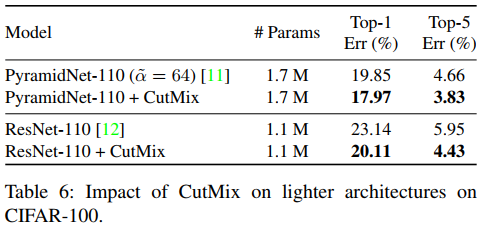 Model # Params Top-1 Err (%) Top-5 Err (%)
PyramidNet-110 (α̃ = 64) [11] 1.7 M 19.85 4.66
PyramidNet-110 + CutMix 1.7 M 17.97 3.83
ResNet-110 [12] 1.1 M 23.14 5.95
ResNet-110 + CutMix 1.1 M 20.11 4.43
Table 6: Impact of CutMix on lighter architectures on
CIFAR-100.